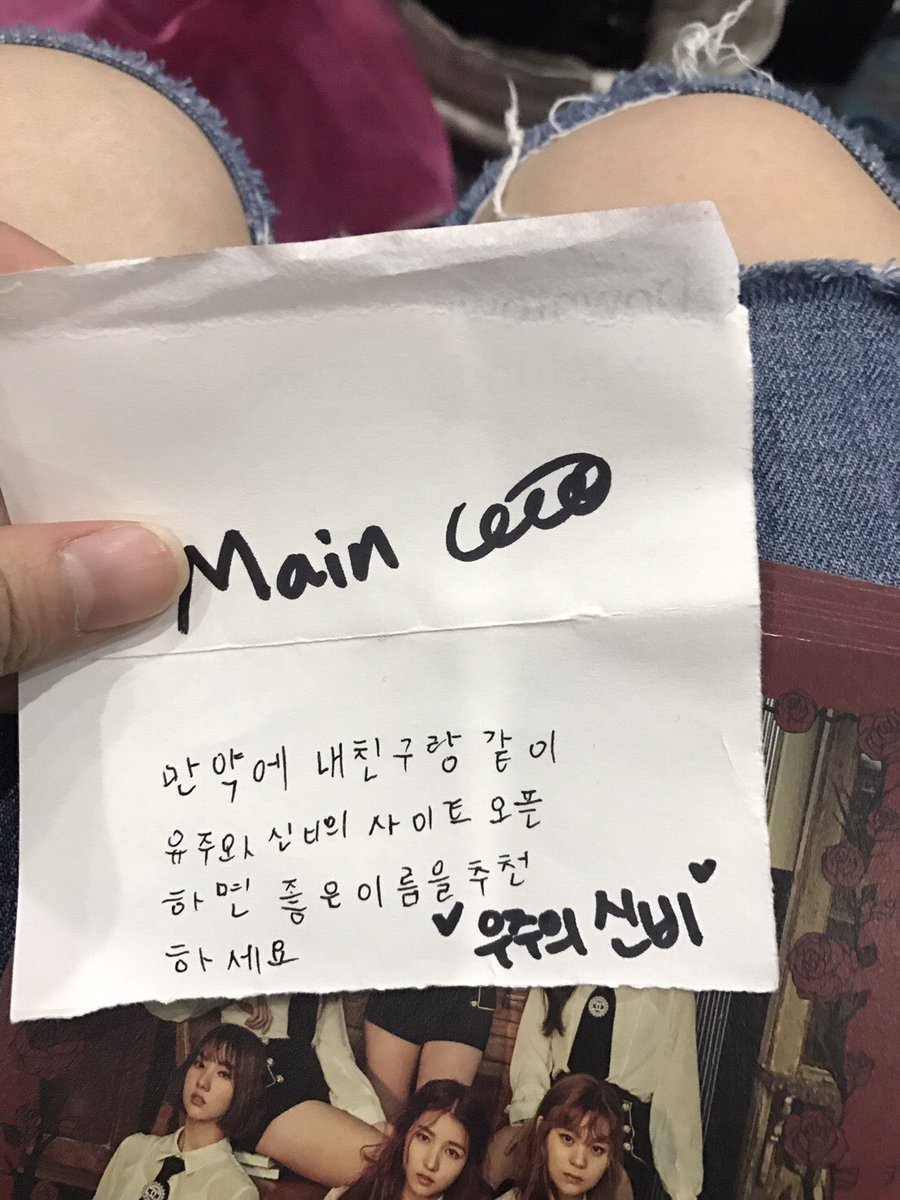 Main
만약에 내친구랑 같이
유주와 신비의 사이트 오픈
하면 좋은이름을추천
하세요
♥우주의 신비♥